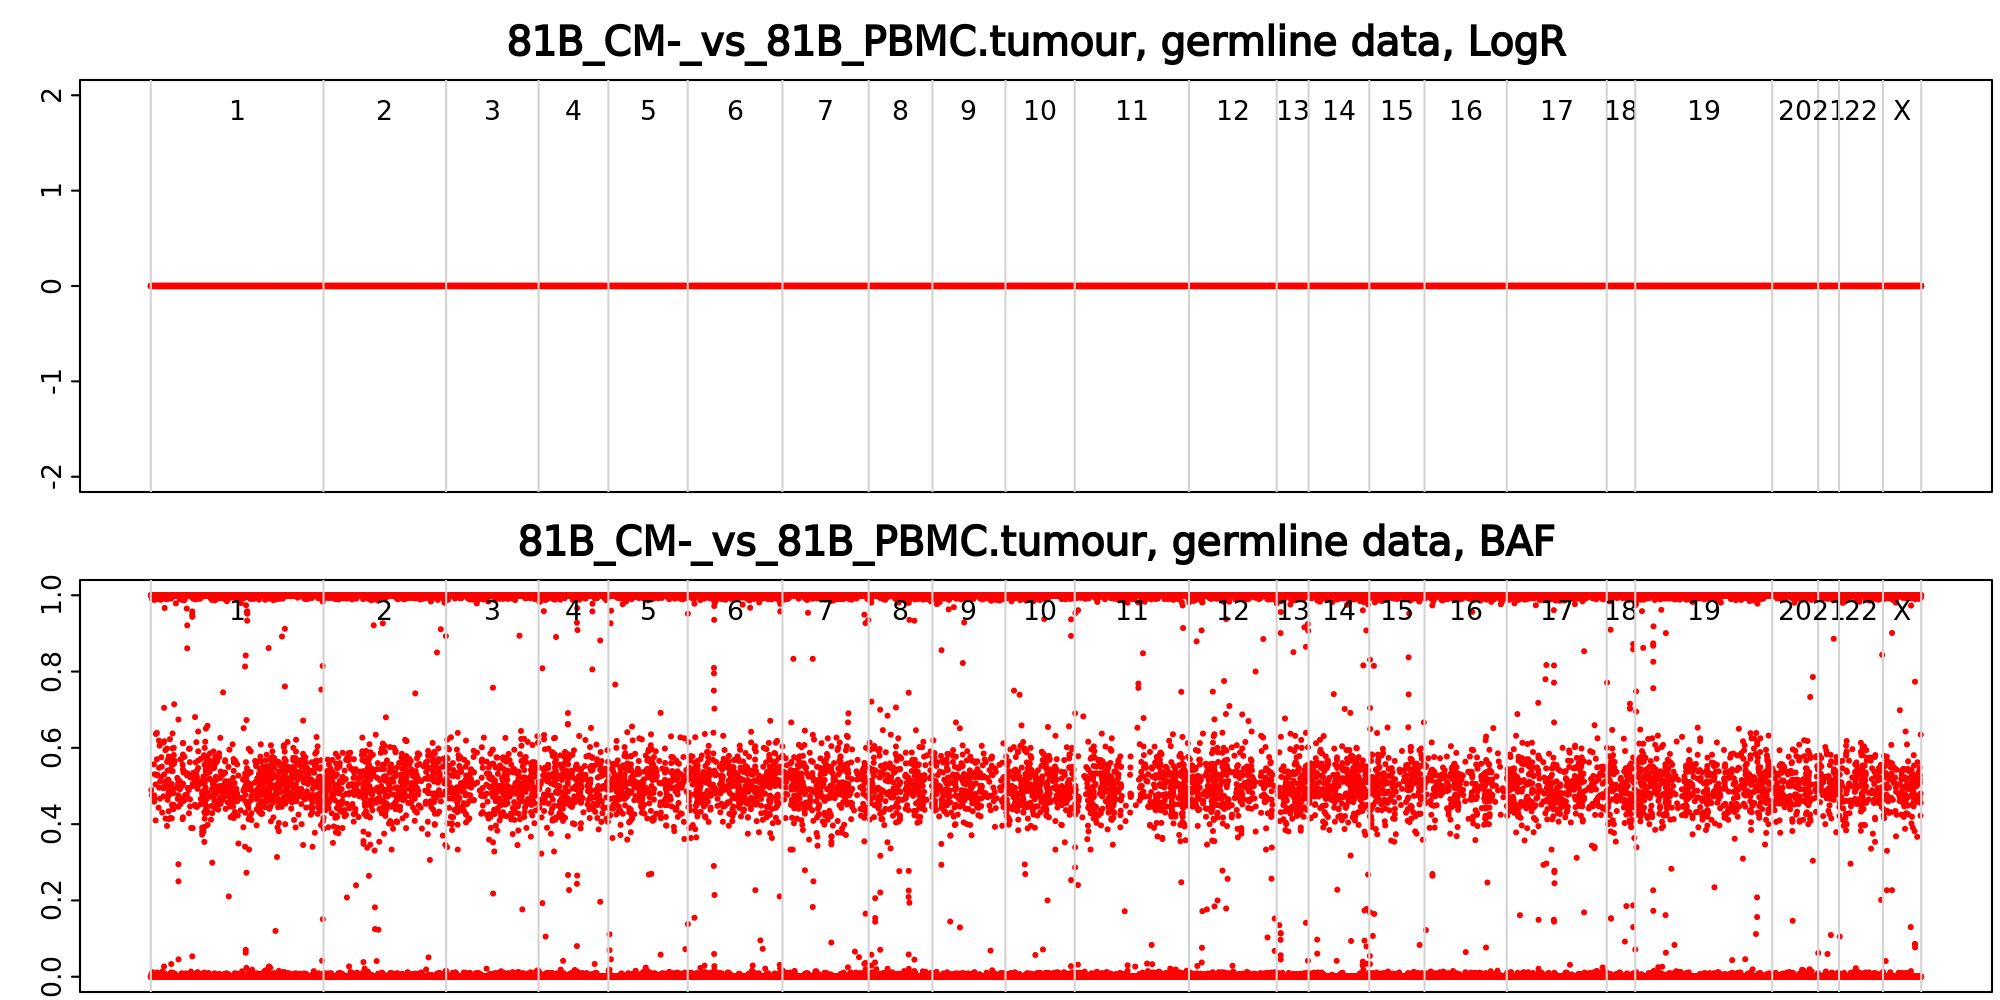 81B_CM-_vs_81B_PBMC.tumour, germline data, LogR
2
1
0
-1
-2
1 2 3 4 5 6 7 8 9 10 11 12 13 14 15 16 17 18 19 20 21 22 X
81B_CM-_vs_81B_PBMC.tumour, germline data, BAF
1.0
0.8
0.6
0.4
0.2
0.0
1 2 3 4 5 6 7 8 9 10 11 12 13 14 15 16 17 18 19 20 21 22 X